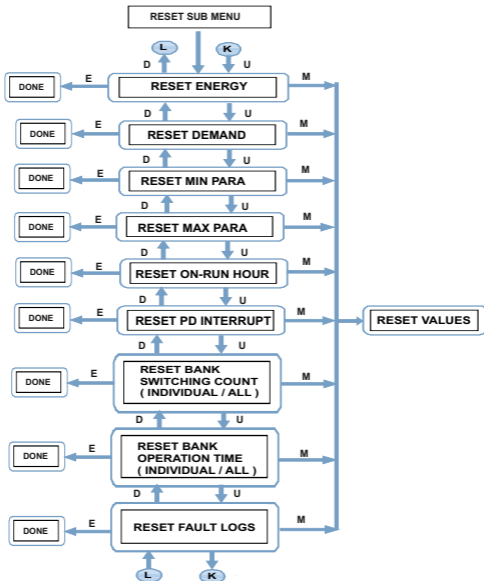 RESET SUB MENU
L
K
D
U
DONE
E
RESET ENERGY
M
D
U
DONE
E
RESET DEMAND
M
D
U
DONE
E
RESET MIN PARA
M
D
U
DONE
E
RESET MAX PARA
M
D
U
DONE
E
RESET ON-RUN HOUR
M
D
U
DONE
E
RESET PD INTERRUPT
M
RESET VALUES
D
U
DONE
E
RESET BANK
SWITCHING COUNT
( INDIVIDUAL / ALL )
M
D
U
DONE
E
RESET BANK
OPERATION TIME
( INDIVIDUAL / ALL )
M
D
U
DONE
E
RESET FAULT LOGS
M
L
K